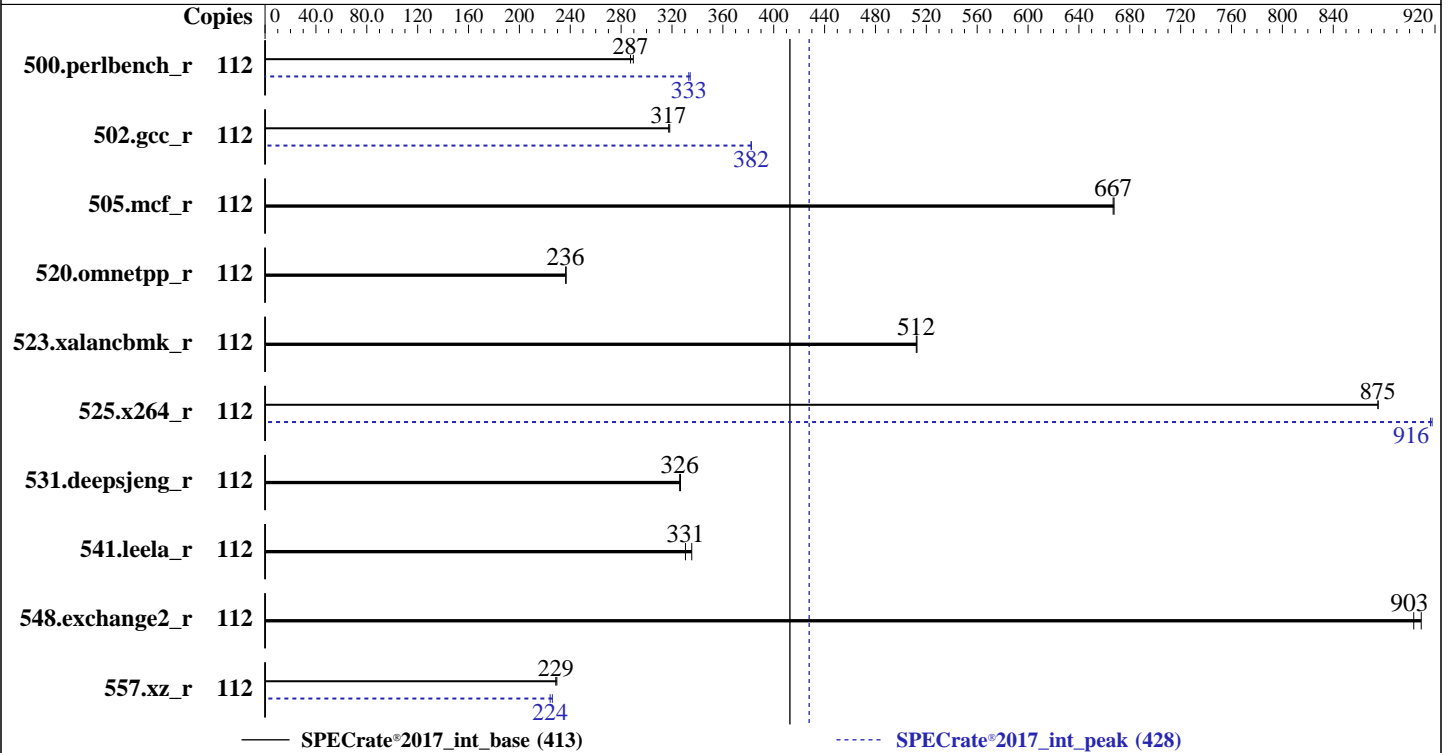 Copies 0 40.0 80.0 120 160 200 240 280 320 360 400 440 480 520 560 600 640 680 720 760 800 840 920
287
500.perlbench_r 112
333
317
502.gcc_r 112
382
667
505.mcf_r 112
236
520.omnetpp_r 112
512
523.xalancbmk_r 112
875
525.x264_r 112
916
326
531.deepsjeng_r 112
331
541.leela_r 112
903
548.exchange2_r 112
229
557.xz_r 112
224
SPECrate®2017_int_base (413) SPECrate®2017_int_peak (428)